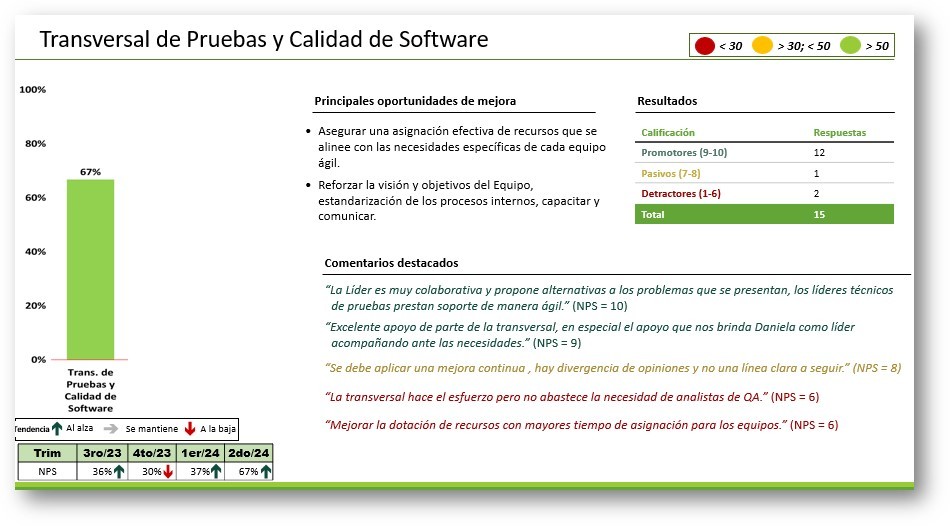 Transversal de Pruebas y Calidad de Software
< 30 > 30; < 50 > 50
100%
80%
67%
60%
40%
20%
0%
Trans. de
Pruebas y
Calidad de
Software
Tendencia Al alza Se mantiene A la baja
Trim 3ro/23 4to/23 1er/24 2do/24
NPS 36% 30% 37% 67%
Principales oportunidades de mejora
• Asegurar una asignación efectiva de recursos que se
alinee con las necesidades específicas de cada equipo
ágil.
• Reforzar la visión y objetivos del Equipo,
estandarización de los procesos internos, capacitar y
comunicar.
Resultados
Calificación Respuestas
Promotores (9-10) 12
Pasivos (7-8) 1
Detractores (1-6) 2
Total 15
Comentarios destacados
“La Líder es muy colaborativa y propone alternativas a los problemas que se presentan, los líderes técnicos
de pruebas prestan soporte de manera ágil.” (NPS = 10)
“Excelente apoyo de parte de la transversal, en especial el apoyo que nos brinda Daniela como líder
acompañando ante las necesidades.” (NPS = 9)
“Se debe aplicar una mejora continua , hay divergencia de opiniones y no una línea clara a seguir.” (NPS = 8)
“La transversal hace el esfuerzo pero no abastece la necesidad de analistas de QA.” (NPS = 6)
“Mejorar la dotación de recursos con mayores tiempo de asignación para los equipos.” (NPS = 6)